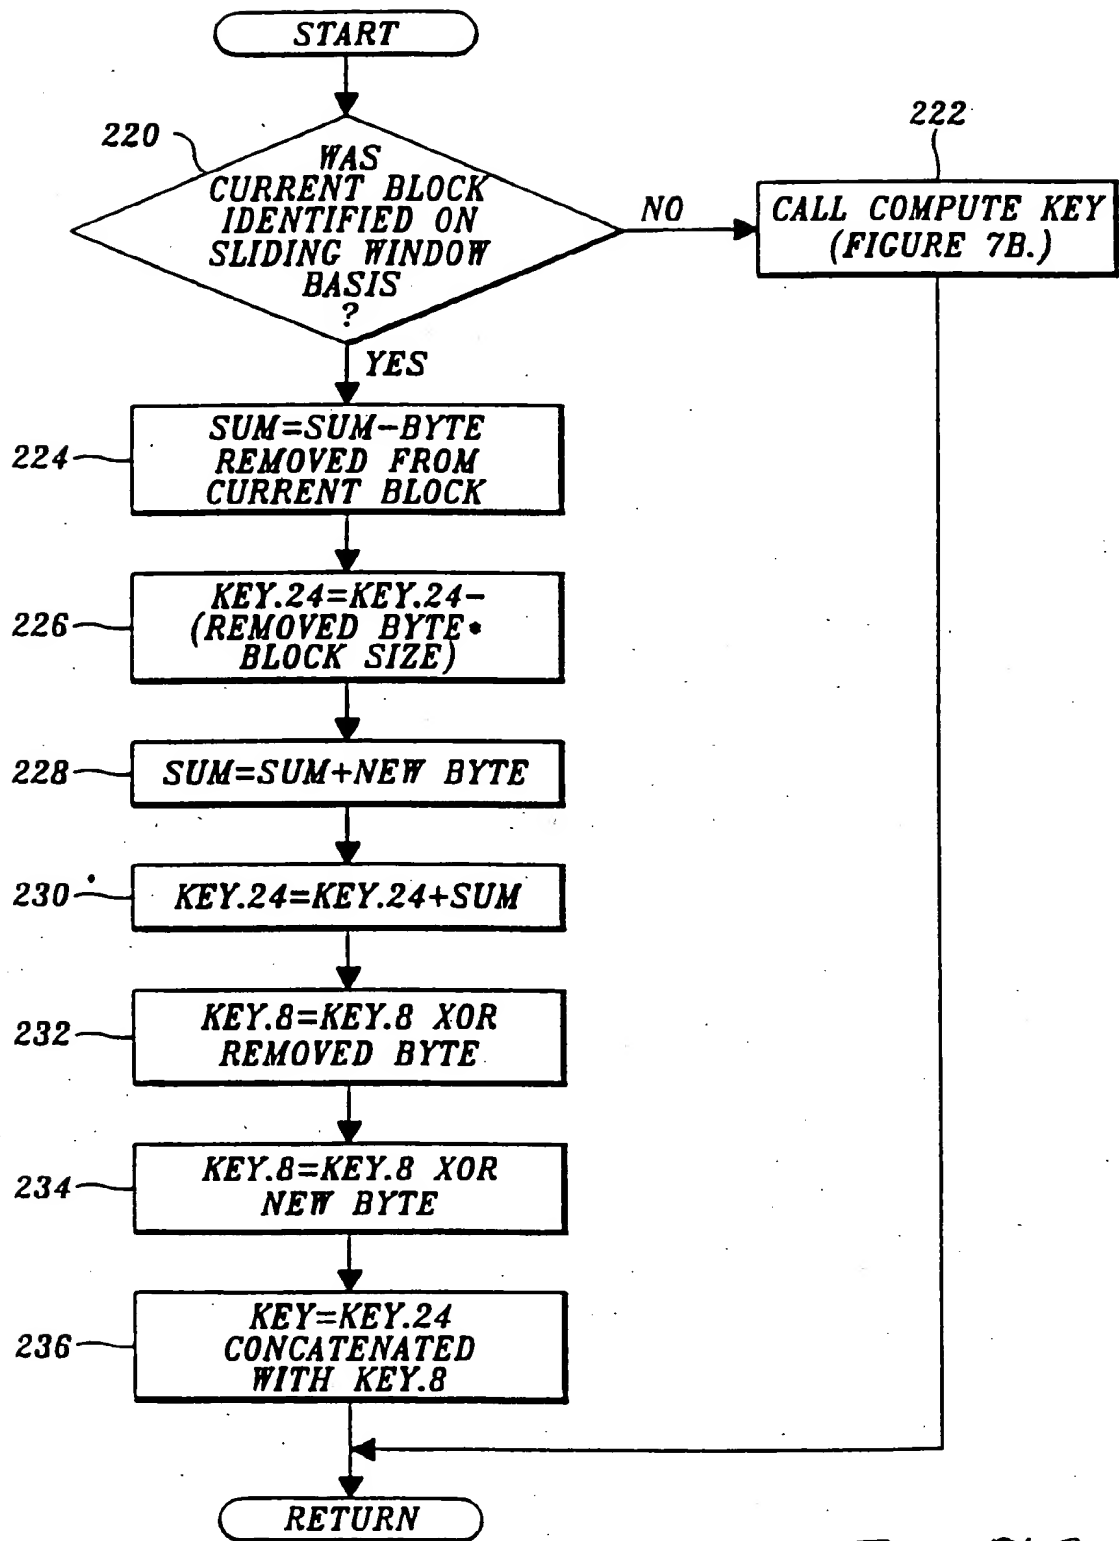 START
220
WAS
CURRENT BLOCK
IDENTIFIED ON
SLIDING WINDOW
BASIS
?
NO
222
CALL COMPUTE KEY
(FIGURE 7B.)
YES
224
SUM=SUM-BYTE
REMOVED FROM
CURRENT BLOCK
226
KEY.24=KEY.24-
(REMOVED BYTE*
BLOCK SIZE)
228
SUM=SUM+NEW BYTE
230
KEY.24=KEY.24+SUM
232
KEY.8=KEY.8 XOR
REMOVED BYTE
234
KEY.8=KEY.8 XOR
NEW BYTE
236
KEY=KEY.24
CONCATENATED
WITH KEY.8
RETURN